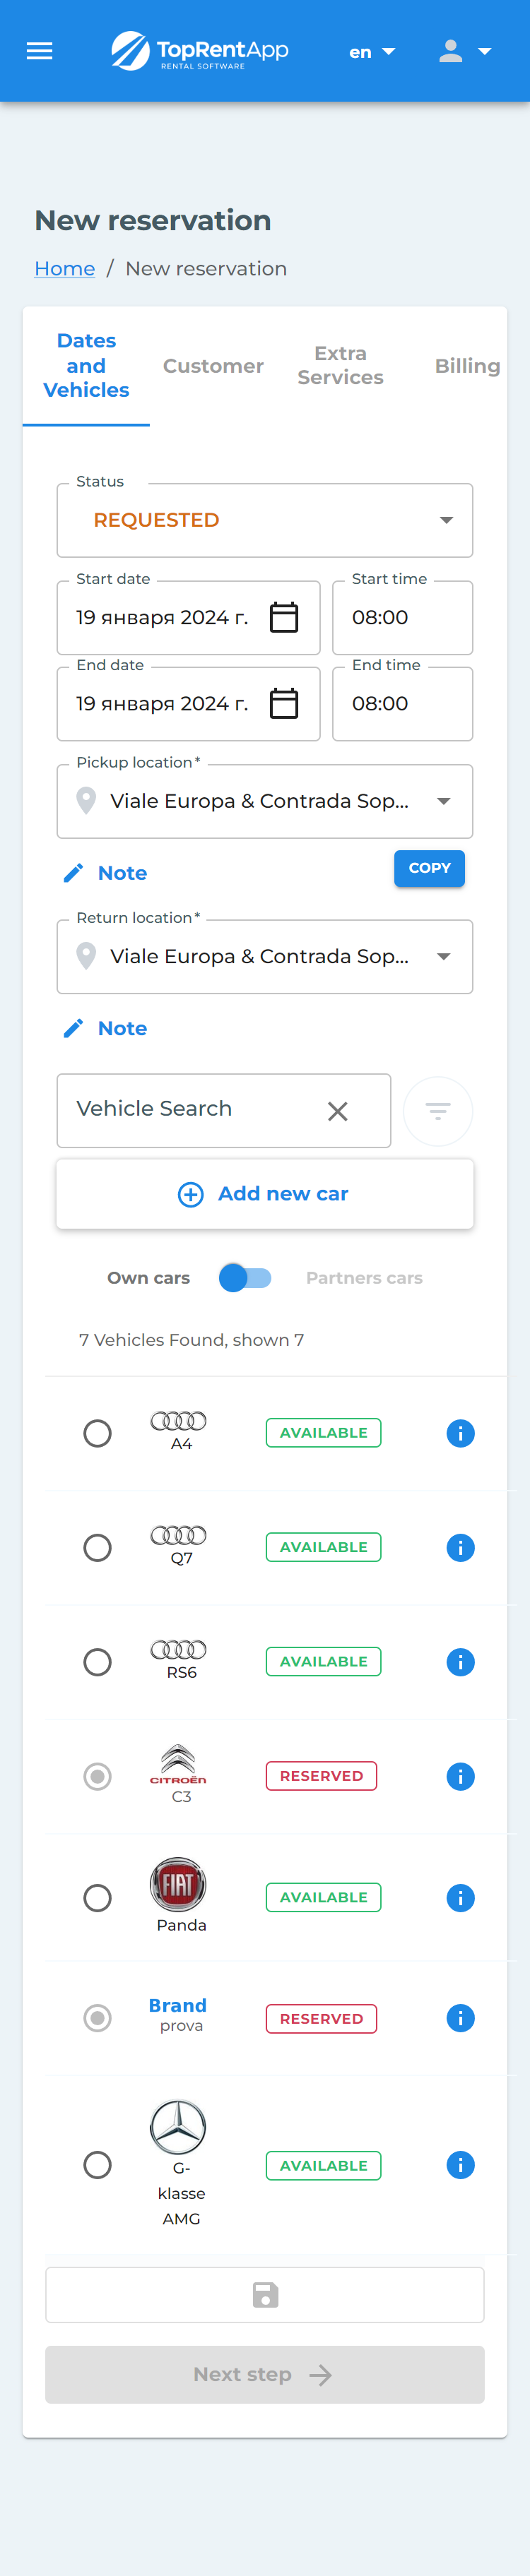 TopRentApp
RENTAL SOFTWARE
en
New reservation
Home / New reservation
Dates
and
Vehicles
Customer
Extra
Services
Billing
Status
REQUESTED
Start date
19 января 2024 г.
Start time
08:00
End date
19 января 2024 г.
End time
08:00
Pickup location*
Viale Europa & Contrada Sop...
Note
COPY
Return location*
Viale Europa & Contrada Sop...
Note
Vehicle Search
Add new car
Own cars
Partners cars
7 Vehicles Found, shown 7
A4
AVAILABLE
Q7
AVAILABLE
RS6
AVAILABLE
CITROËN
C3
RESERVED
FIAT
Panda
AVAILABLE
Brand
prova
RESERVED
G-
klasse
AMG
AVAILABLE
Next step